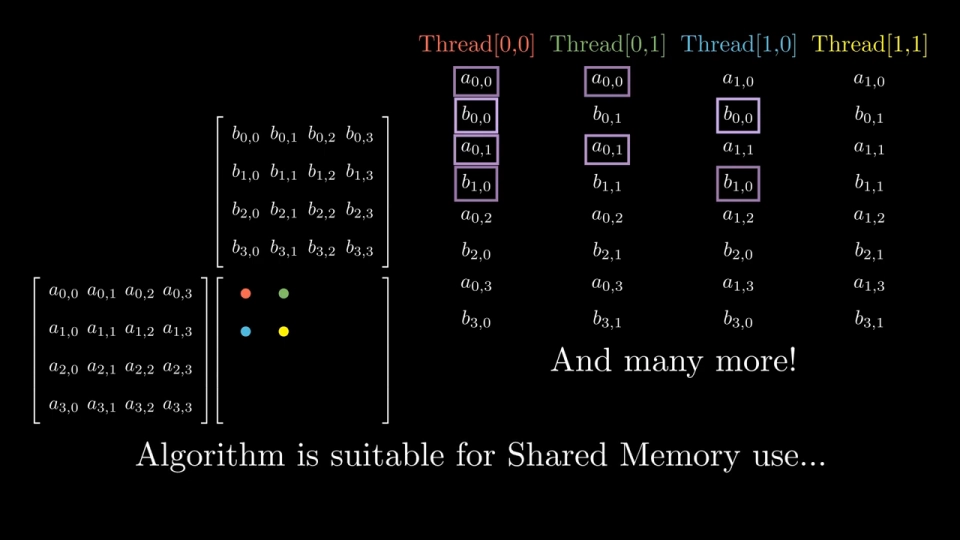 Thread[0,0] Thread[0,1] Thread[1,0] Thread[1,1]
a0,0 a0,0 a1,0 a1,0
b0,0 b0,1 b0,0 b0,1
a0,1 a0,1 a1,1 a1,1
b1,0 b1,1 b1,0 b1,1
a0,2 a0,2 a1,2 a1,2
b2,0 b2,1 b2,0 b2,1
a0,3 a0,3 a1,3 a1,3
b3,0 b3,1 b3,0 b3,1
b0,0 b0,1 b0,2 b0,3
b1,0 b1,1 b1,2 b1,3
b2,0 b2,1 b2,2 b2,3
b3,0 b3,1 b3,2 b3,3
a0,0 a0,1 a0,2 a0,3
a1,0 a1,1 a1,2 a1,3
a2,0 a2,1 a2,2 a2,3
a3,0 a3,1 a3,2 a3,3
And many more!
Algorithm is suitable for Shared Memory use...